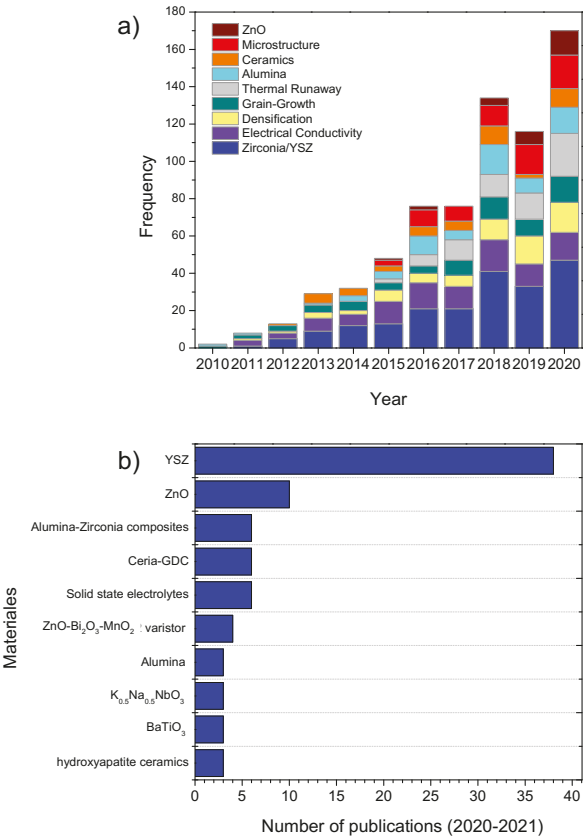 a)
180
160
140
120
100
80
60
40
20
0
Frequency
ZnO
Microstructure
Ceramics
Alumina
Thermal Runaway
Grain-Growth
Densification
Electrical Conductivity
Zirconia/YSZ
2010 2011 2012 2013 2014 2015 2016 2017 2018 2019 2020
Year
b)
Materiales
YSZ
ZnO
Alumina-Zirconia composites
Ceria-GDC
Solid state electrolytes
ZnO-Bi₂O₃-MnO₂ varistor
Alumina
K₀.₅Na₀.₅NbO₃
BaTiO₃
hydroxyapatite ceramics
0 5 10 15 20 25 30 35 40
Number of publications (2020-2021)